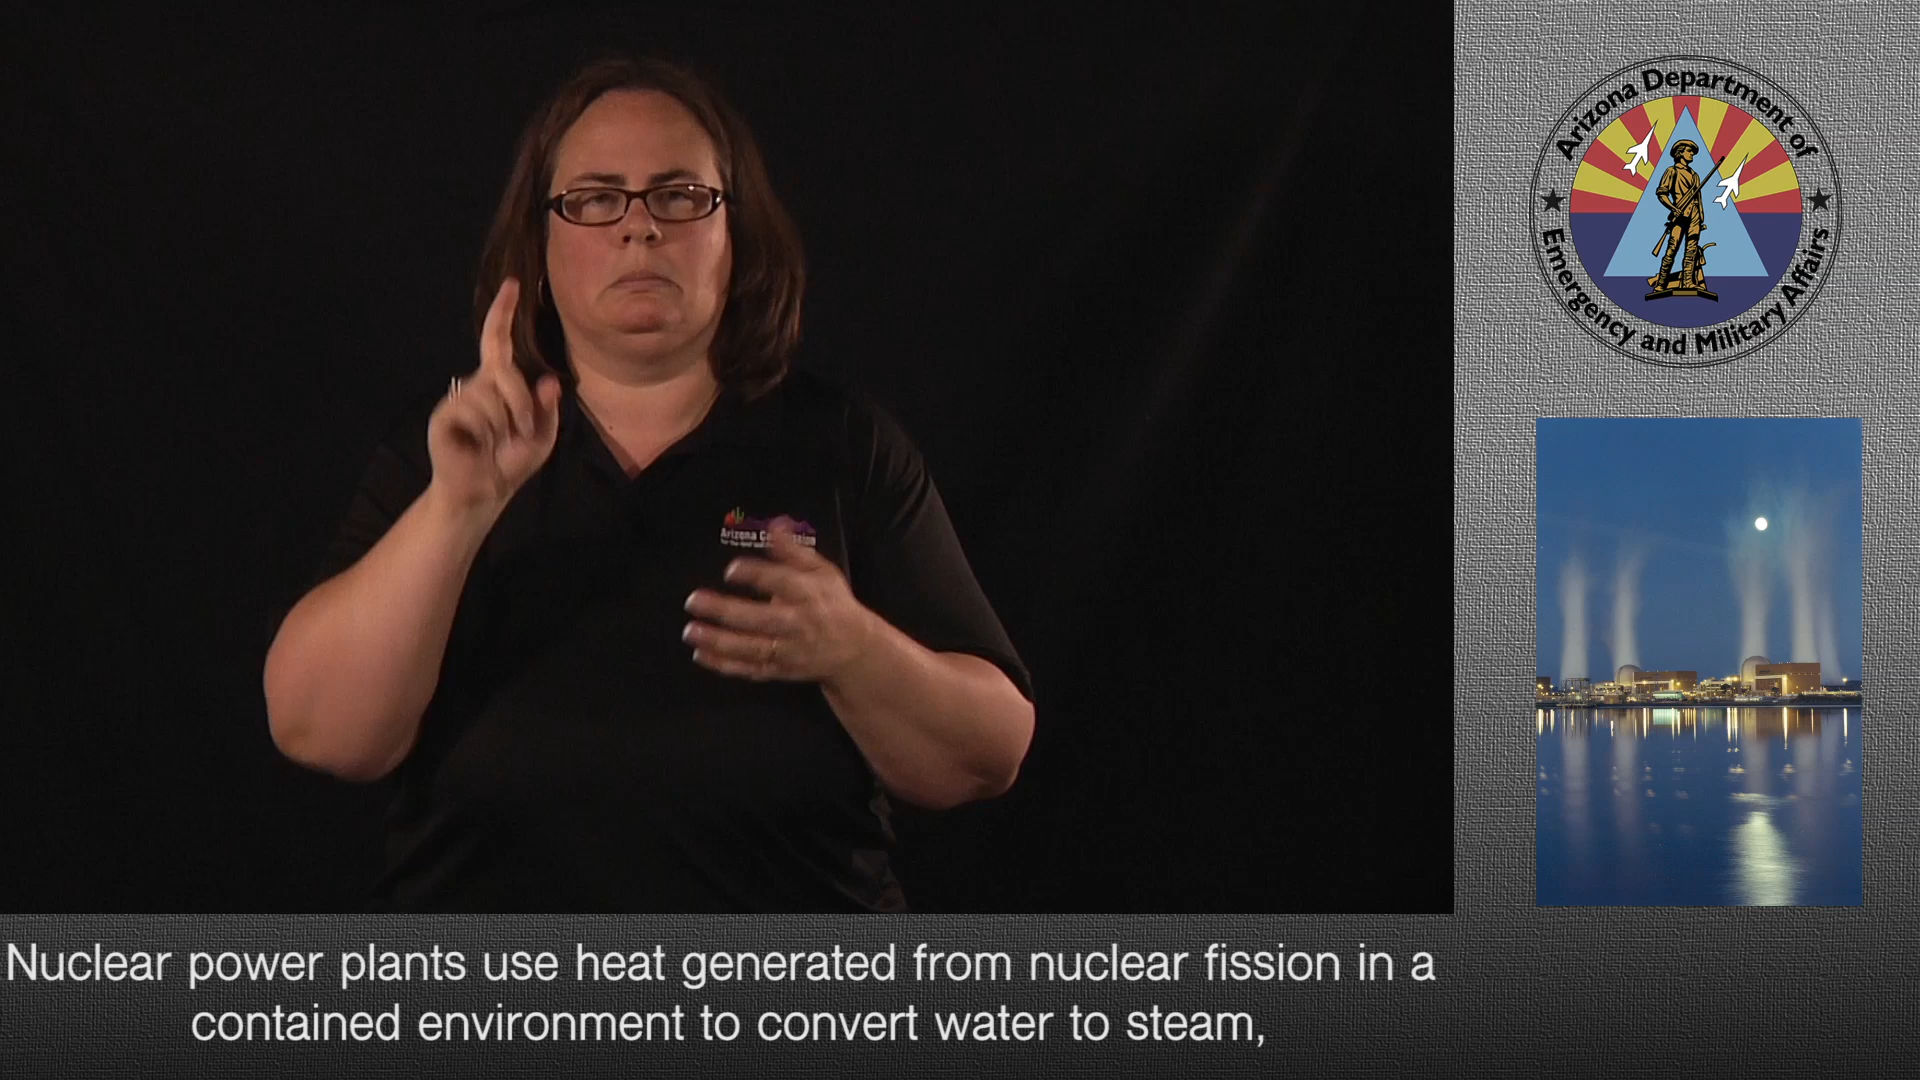 Arizona Department of
Emergency and Military Affairs
Arizona
Nuclear power plants use heat generated from nuclear fission in a
contained environment to convert water to steam,